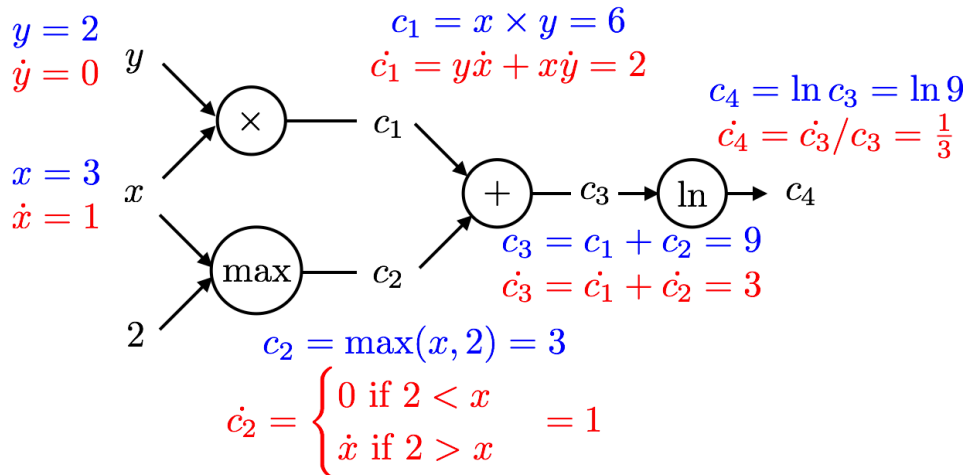 y = 2
ẏ = 0
y
c₁ = x × y = 6
ċ₁ = yẋ + xẏ = 2
c₄ = ln c₃ = ln 9
ċ₄ = ċ₃/c₃ = 1/3
×
c₁
x = 3
ẋ = 1
x
+
c₃
ln
c₄
c₃ = c₁ + c₂ = 9
ċ₃ = ċ₁ + ċ₂ = 3
max
c₂
2
c₂ = max(x, 2) = 3
ċ₂ = { 0 if 2 < x
ẋ if 2 > x
= 1